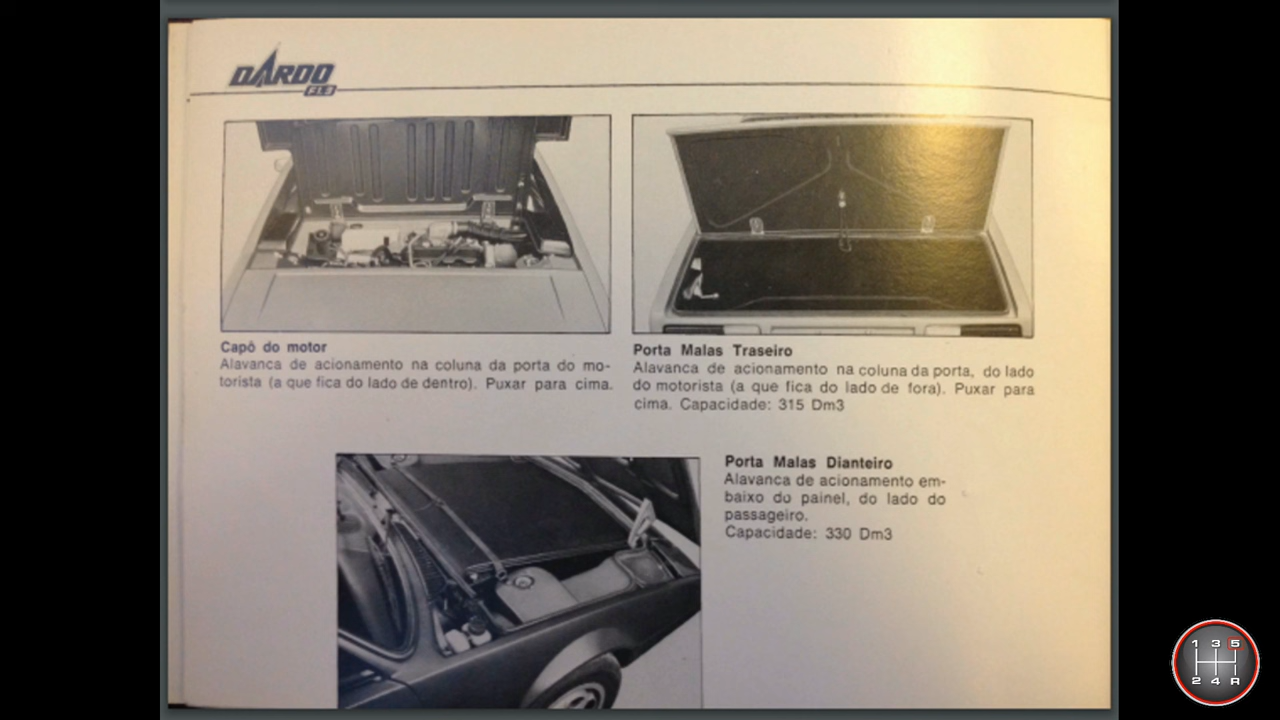 DARDO
FL3
Capô do motor
Alavanca de acionamento na coluna da porta do mo-
torista (a que fica do lado de dentro). Puxar para cima.
Porta Malas Traseiro
Alavanca de acionamento na coluna da porta, do lado
do motorista (a que fica do lado de fora). Puxar para
cima. Capacidade: 315 Dm3
Porta Malas Dianteiro
Alavanca de acionamento em-
baixo do painel, do lado do
passageiro.
Capacidade: 330 Dm3
1 3 5
2 4 R